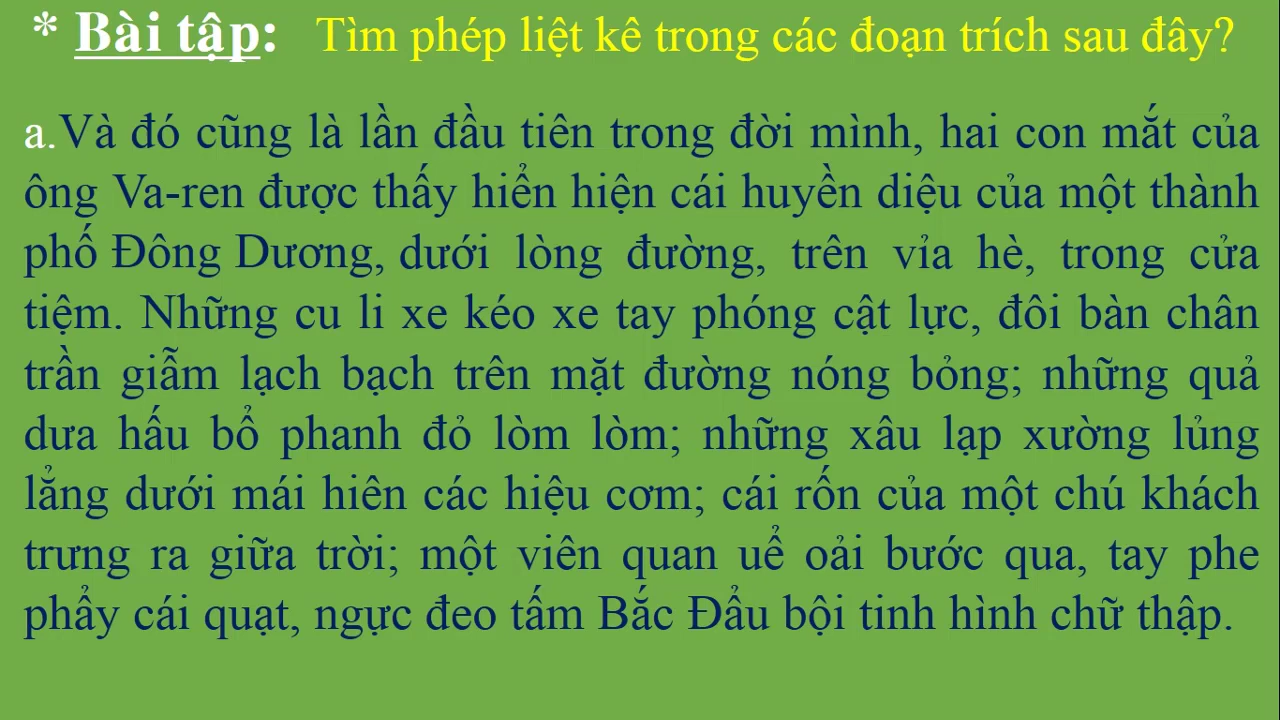 * Bài tập: Tìm phép liệt kê trong các đoạn trích sau đây?
a.Và đó cũng là lần đầu tiên trong đời mình, hai con mắt của
ông Va-ren được thấy hiển hiện cái huyền diệu của một thành
phố Đông Dương, dưới lòng đường, trên vỉa hè, trong cửa
tiệm. Những cu li xe kéo xe tay phóng cật lực, đôi bàn chân
trần giẫm lạch bạch trên mặt đường nóng bỏng; những quả
dưa hấu bổ phanh đỏ lòm lòm; những xâu lạp xường lủng
lẳng dưới mái hiên các hiệu cơm; cái rốn của một chú khách
trưng ra giữa trời; một viên quan uể oải bước qua, tay phe
phẩy cái quạt, ngực đeo tấm Bắc Đẩu bội tinh hình chữ thập.